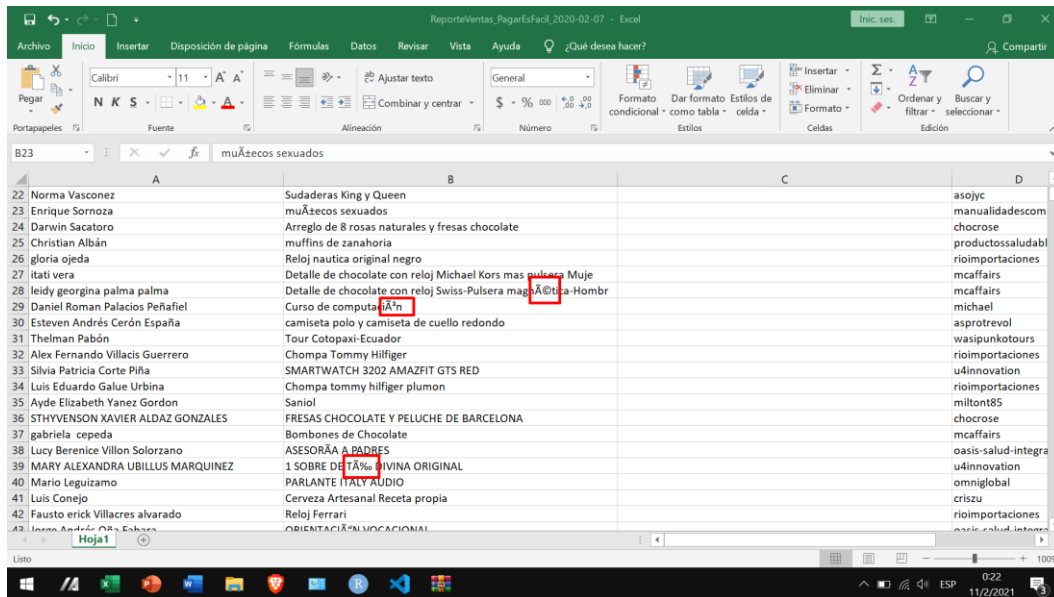 ReporteVentas_PagarEsFacil_2020-02-07 - Excel
Inic. ses.
Archivo Inicio Insertar Disposición de página Fórmulas Datos Revisar Vista Ayuda ¿Qué desea hacer? Compartir
Pegar
Calibri 11 A A
N K S
Ajustar texto
Combinar y centrar
General
$ % 000
Formato condicional
Dar formato como tabla
Estilos de celda
Insertar
Eliminar
Formato
Ordenar y filtrar
Buscar y seleccionar
Portapapeles Fuente Alineación Número Estilos Celdas Edición
B23 fx muÃ±ecos sexuados
A B C D
22 Norma Vasconez Sudaderas King y Queen asojyc
23 Enrique Sornoza muÃ±ecos sexuados manualidadescom
24 Darwin Sacatoro Arreglo de 8 rosas naturales y fresas chocolate chocrose
25 Christian Albán muffins de zanahoria productossaludabl
26 gloria ojeda Reloj nautica original negro rioimportaciones
27 itati vera Detalle de chocolate con reloj Michael Kors mas pulsera Muje mcaffairs
28 leidy georgina palma palma Detalle de chocolate con reloj Swiss-Pulsera magnÃ©tica-Hombr mcaffairs
29 Daniel Roman Palacios Peñafiel Curso de computaciÃ³n michael
30 Esteven Andrés Cerón España camiseta polo y camiseta de cuello redondo asprotrevol
31 Thelman Pabón Tour Cotopaxi-Ecuador wasipunkotours
32 Alex Fernando Villacis Guerrero Chompa Tommy Hilfiger rioimportaciones
33 Silvia Patricia Corte Piña SMARTWATCH 3202 AMAZFIT GTS RED u4innovation
34 Luis Eduardo Galue Urbina Chompa tommy hilfiger plumon rioimportaciones
35 Ayde Elizabeth Yanez Gordon Saniol miltont85
36 STHYVENSON XAVIER ALDAZ GONZALES FRESAS CHOCOLATE Y PELUCHE DE BARCELONA chocrose
37 gabriela cepeda Bombones de Chocolate mcaffairs
38 Lucy Berenice Villon Solorzano ASESORÃA A PADRES oasis-salud-integra
39 MARY ALEXANDRA UBILLUS MARQUINEZ 1 SOBRE DE TÃ‰ DIVINA ORIGINAL u4innovation
40 Mario Leguizamo PARLANTE ITALY AUDIO omniglobal
41 Luis Conejo Cerveza Artesanal Receta propia criszu
42 Fausto erick Villacres alvarado Reloj Ferrari rioimportaciones
43 Jorge Andrés Oña Fabara ORIENTACIÃ“N VOCACIONAL oasis-salud-integra
Hoja1
Listo 100%
ESP 0:22
11/2/2021
3